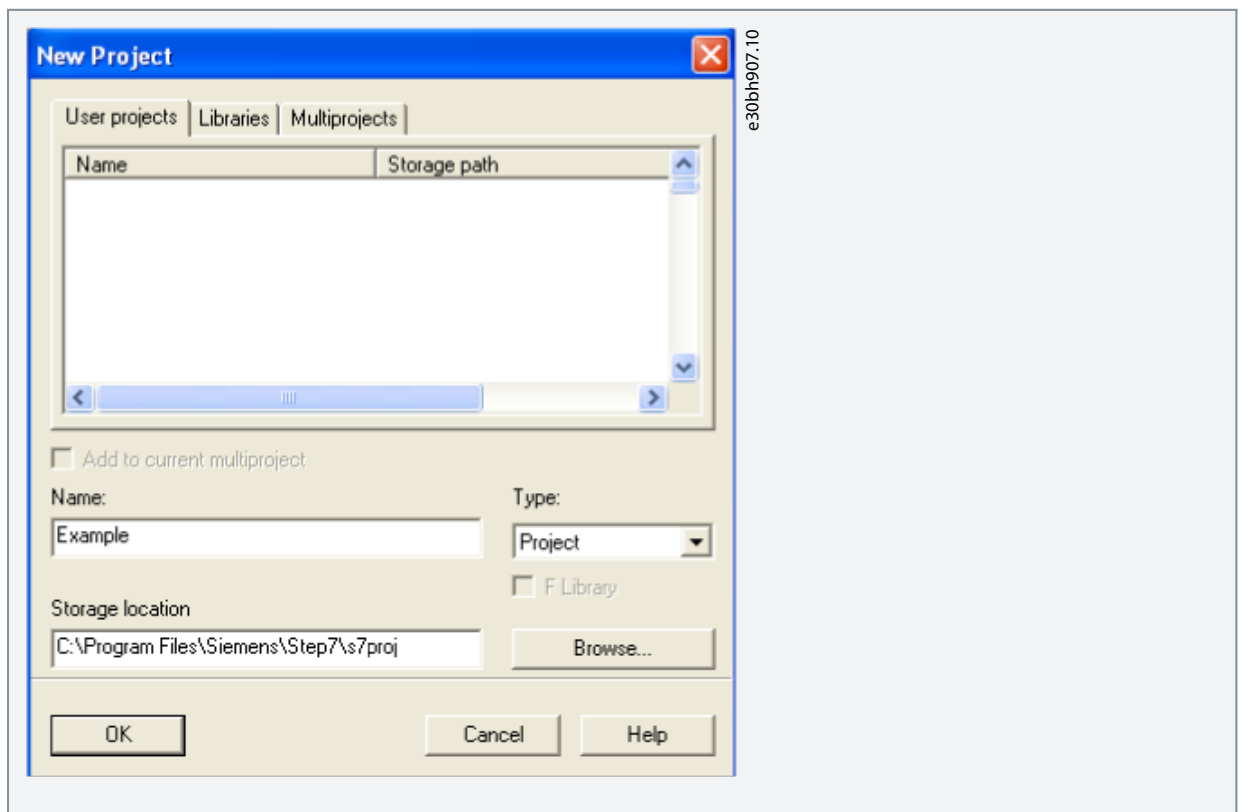 New Project
e30bh907.10
User projects Libraries Multiprojects
Name Storage path
Add to current multiproject
Name: Type:
Example Project
F Library
Storage location
C:\Program Files\Siemens\Step7\s7proj Browse...
OK Cancel Help